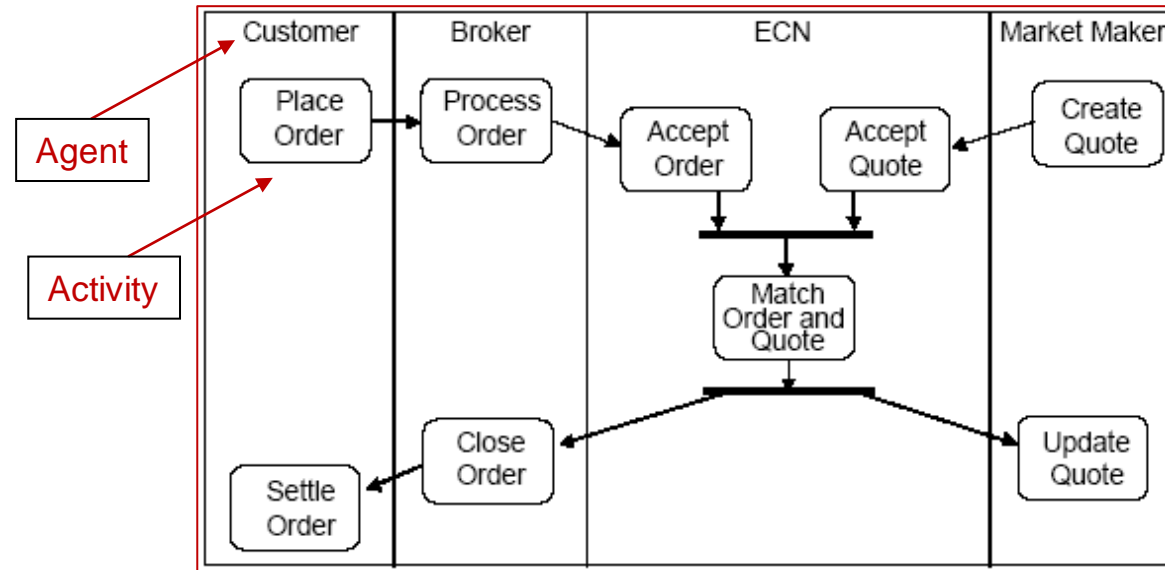 Customer
Broker
ECN
Market Maker
Place
Order
Process
Order
Accept
Order
Accept
Quote
Create
Quote
Agent
Activity
Match
Order and
Quote
Close
Order
Update
Quote
Settle
Order